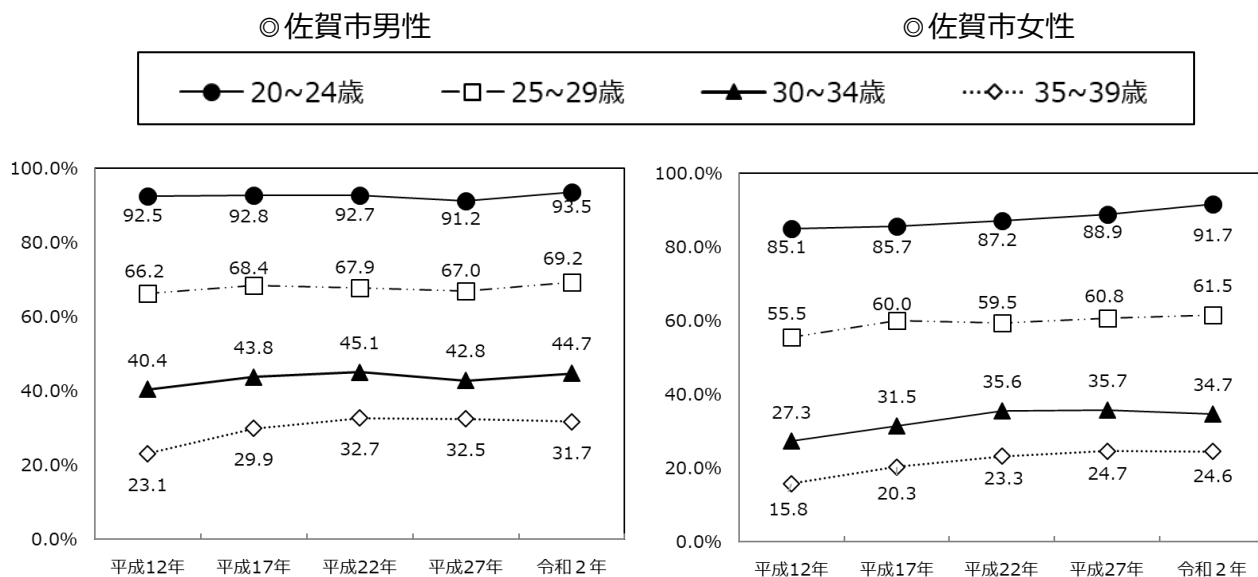 ◎佐賀市男性
◎佐賀市女性
20~24歳 25~29歳 30~34歳 35~39歳
100.0%
80.0%
60.0%
40.0%
20.0%
0.0%
92.5 92.8 92.7 91.2 93.5
66.2 68.4 67.9 67.0 69.2
40.4 43.8 45.1 42.8 44.7
23.1 29.9 32.7 32.5 31.7
平成12年 平成17年 平成22年 平成27年 令和２年
100.0%
80.0%
60.0%
40.0%
20.0%
0.0%
85.1 85.7 87.2 88.9 91.7
55.5 60.0 59.5 60.8 61.5
27.3 31.5 35.6 35.7 34.7
15.8 20.3 23.3 24.7 24.6
平成12年 平成17年 平成22年 平成27年 令和２年